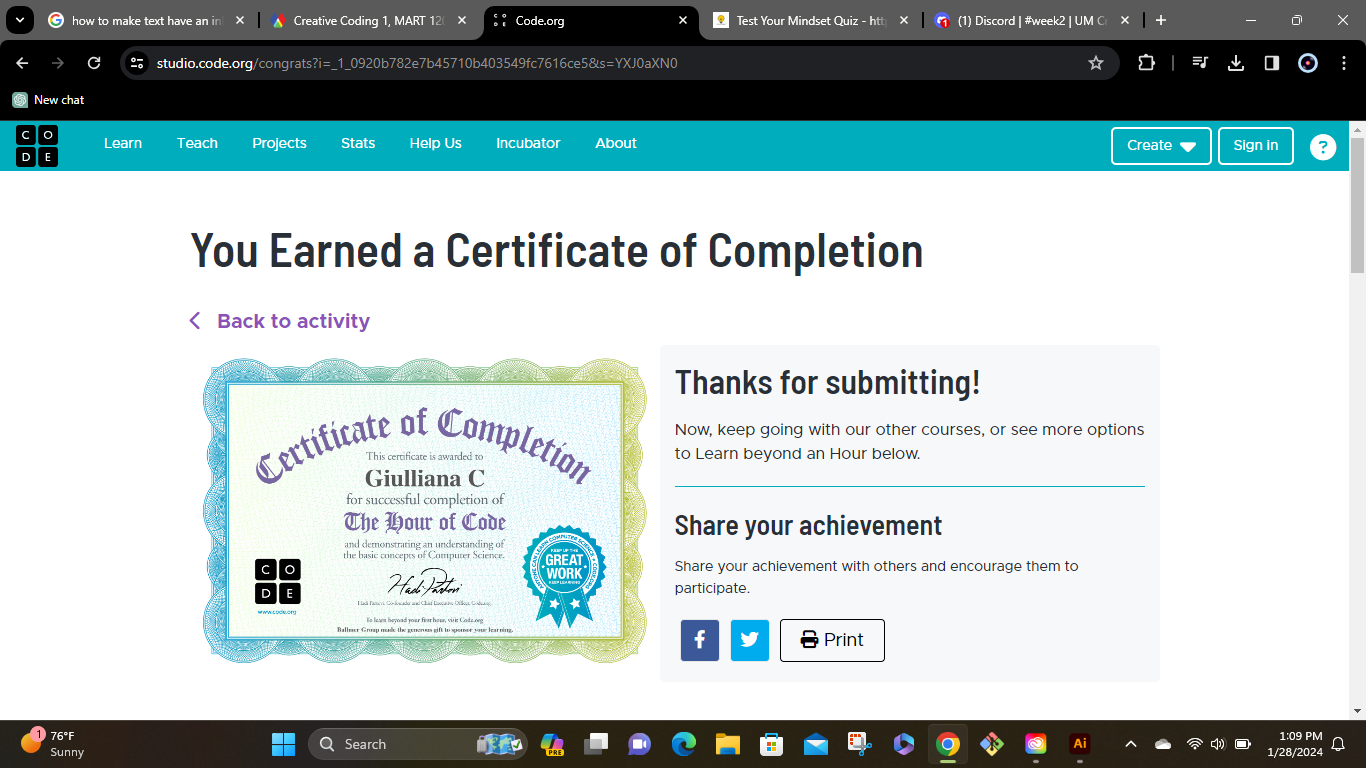 how to make text have an in
Creative Coding 1, MART 120
Code.org
Test Your Mindset Quiz - http
(1) Discord | #week2 | UM C
studio.code.org/congrats?i=_1_0920b782e7b45710b403549fc7616ce5&s=YXJ0aXN0
New chat
C O
D E
Learn
Teach
Projects
Stats
Help Us
Incubator
About
Create
Sign in
?
You Earned a Certificate of Completion
Back to activity
Certificate of Completion
This certificate is awarded to
Giulliana C
for successful completion of
The Hour of Code
and demonstrating an understanding of
the basic concepts of Computer Science.
Hadi Partovi, Co-founder and Chief Executive Officer, Code.org
To learn beyond your first hour, visit Code.org
Ballmer Group made the generous gift to sponsor your learning.
C O
D E
www.code.org
ANYONE CAN LEARN COMPUTER SCIENCE
KEEP UP THE
GREAT
WORK
KEEP LEARNING
Thanks for submitting!
Now, keep going with our other courses, or see more options
to Learn beyond an Hour below.
Share your achievement
Share your achievement with others and encourage them to
participate.
Print
1
76°F
Sunny
Search
PRE
Ai
1:09 PM
1/28/2024